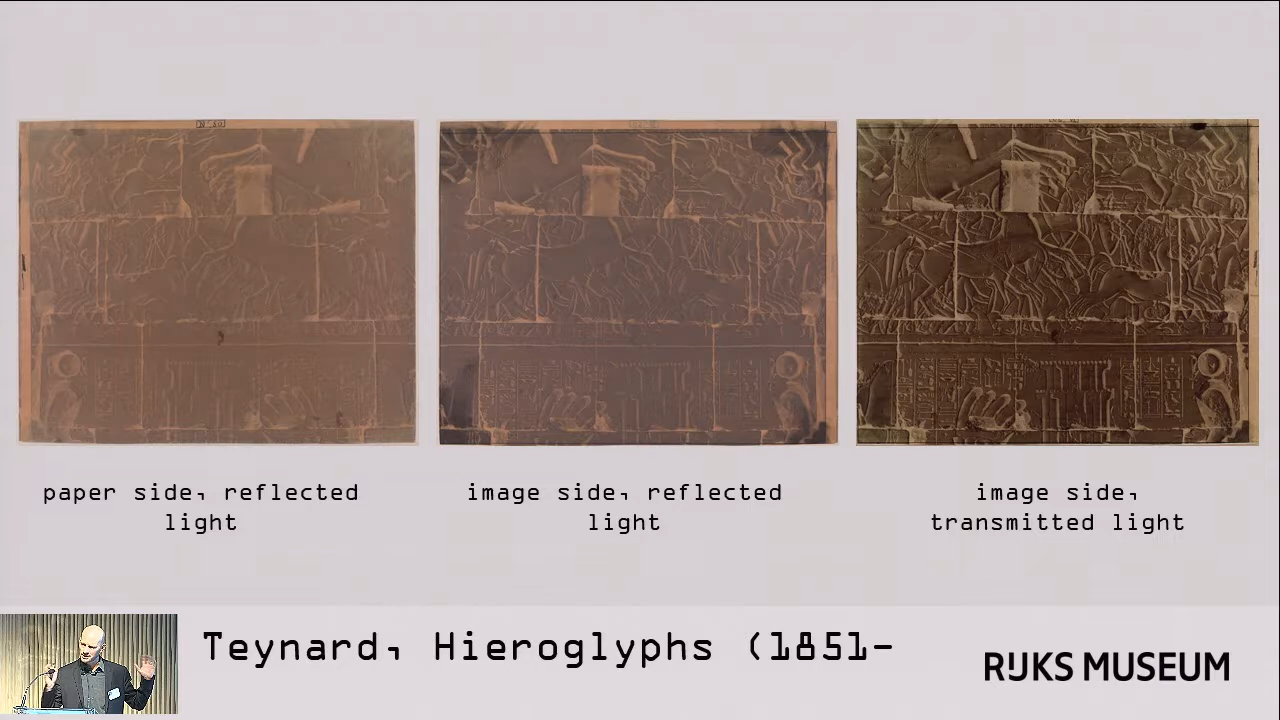 paper side, reflected
light
image side, reflected
light
image side,
transmitted light
Teynard, Hieroglyphs (1851-
RIJKS MUSEUM